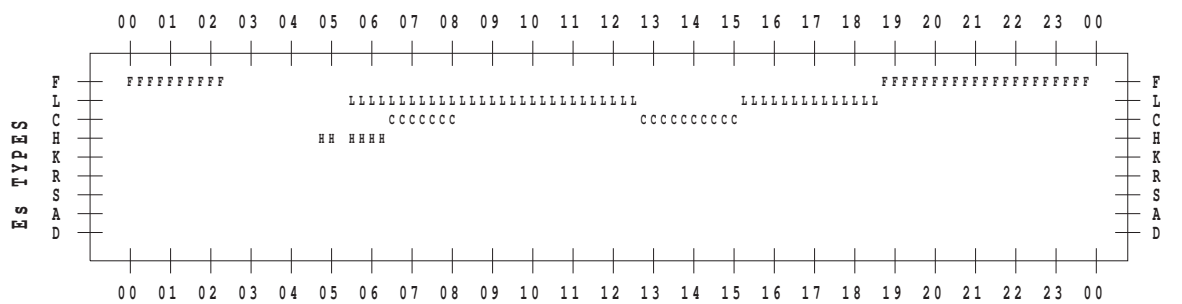 00 01 02 03 04 05 06 07 08 09 10 11 12 13 14 15 16 17 18 19 20 21 22 23 00
F FFFFFFFFFF FFFFFFFFFFFFFFFFFFFFF F
L LLLLLLLLLLLLLLLLLLLLLLLLLLLLL LLLLLLLLLLLLLL L
C CCCCCCC CCCCCCCCCC C
H HH HHHH H
K K
R R
S S
A A
D D
Es TYPES
00 01 02 03 04 05 06 07 08 09 10 11 12 13 14 15 16 17 18 19 20 21 22 23 00